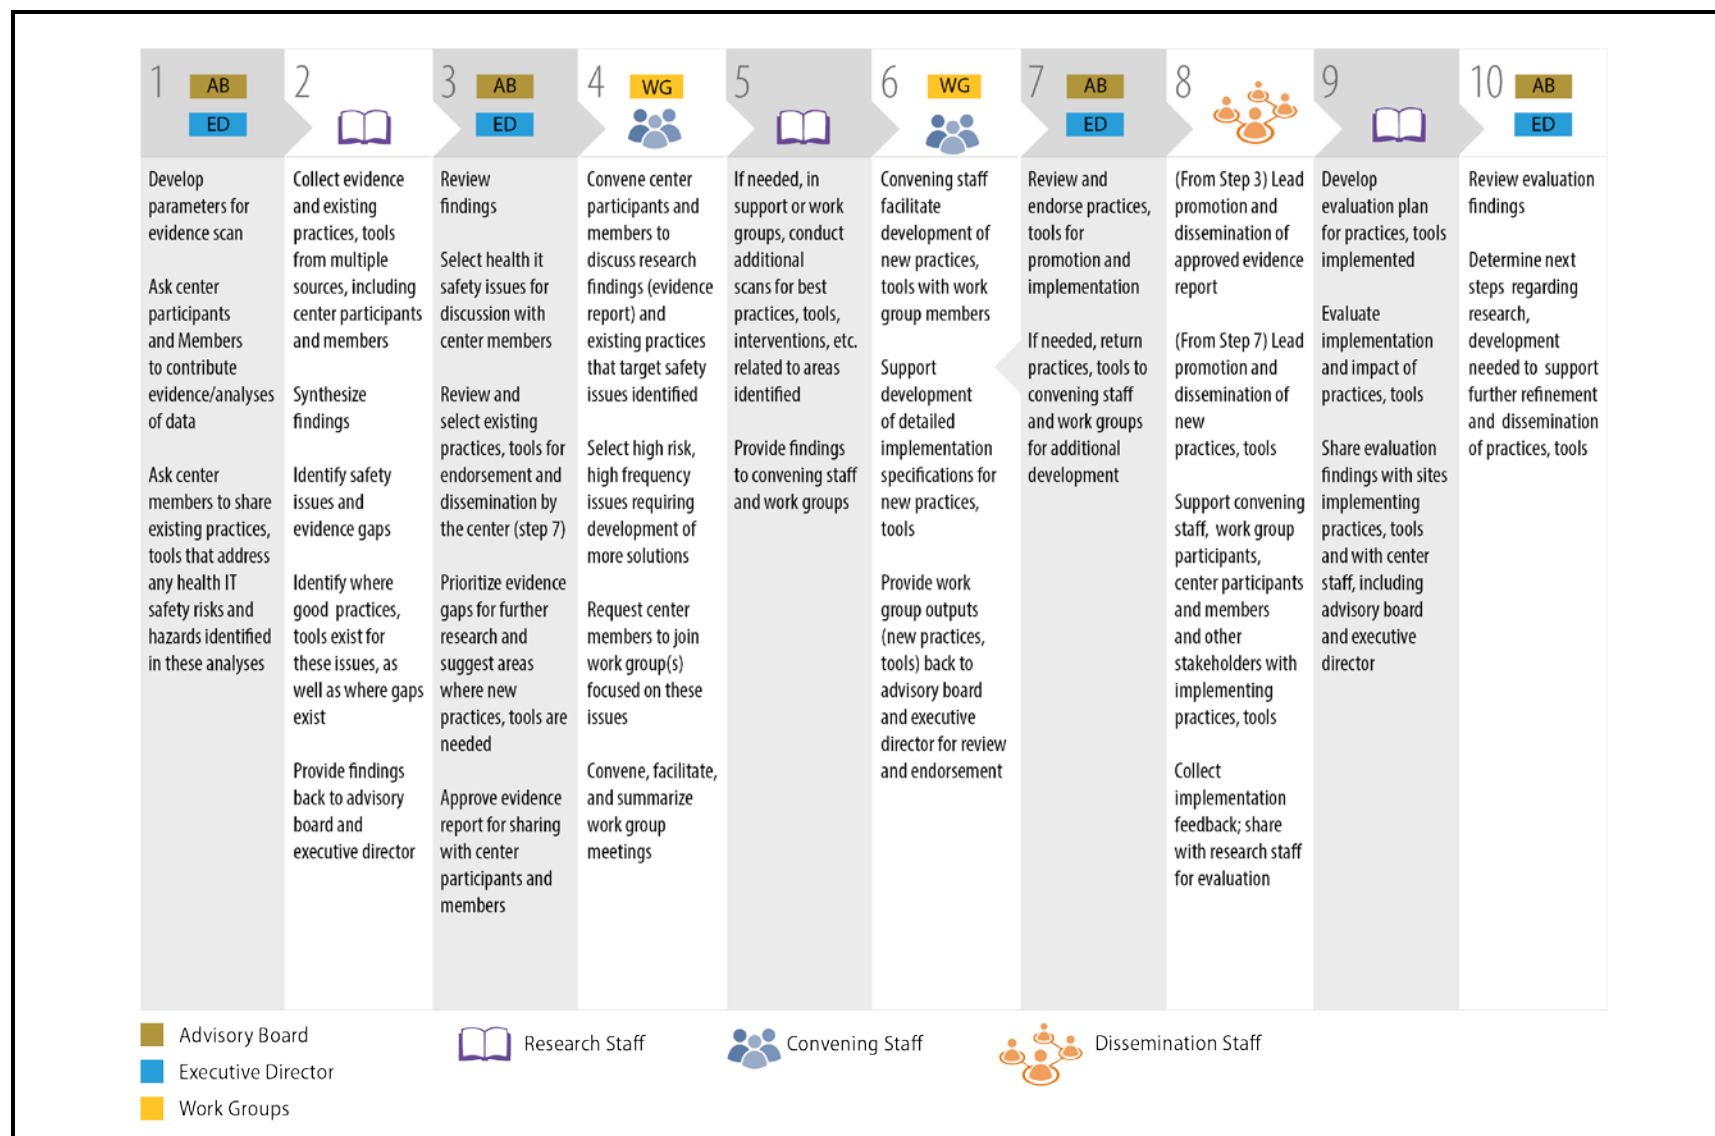 1
AB
ED
Develop
parameters for
evidence scan
Ask center
participants
and Members
to contribute
evidence/analyses
of data
Ask center
members to share
existing practices,
tools that address
any health IT
safety risks and
hazards identified
in these analyses
2
Collect evidence
and existing
practices, tools
from multiple
sources, including
center participants
and members
Synthesize
findings
Identify safety
issues and
evidence gaps
Identify where
good practices,
tools exist for
these issues, as
well as where gaps
exist
Provide findings
back to advisory
board and
executive director
3
AB
ED
Review
findings
Select health it
safety issues for
discussion with
center members
Review and
select existing
practices, tools for
endorsement and
dissemination by
the center (step 7)
Prioritize evidence
gaps for further
research and
suggest areas
where new
practices, tools are
needed
Approve evidence
report for sharing
with center
participants and
members
4
WG
Convene center
participants and
members to
discuss research
findings (evidence
report) and
existing practices
that target safety
issues identified
Select high risk,
high frequency
issues requiring
development of
more solutions
Request center
members to join
work group(s)
focused on these
issues
Convene, facilitate,
and summarize
work group
meetings
5
If needed, in
support or work
groups, conduct
additional
scans for best
practices, tools,
interventions, etc.
related to areas
identified
Provide findings
to convening staff
and work groups
6
WG
Convening staff
facilitate
development of
new practices,
tools with work
group members
Support
development
of detailed
implementation
specifications for
new practices,
tools
Provide work
group outputs
(new practices,
tools) back to
advisory board
and executive
director for review
and endorsement
7
AB
ED
Review and
endorse practices,
tools for
promotion and
implementation
If needed, return
practices, tools to
convening staff
and work groups
for additional
development
8
(From Step 3) Lead
promotion and
dissemination of
approved evidence
report
(From Step 7) Lead
promotion and
dissemination of
new
practices, tools
Support convening
staff, work group
participants,
center participants
and members
and other
stakeholders with
implementing
practices, tools
Collect
implementation
feedback; share
with research staff
for evaluation
9
Develop
evaluation plan
for practices, tools
implemented
Evaluate
implementation
and impact of
practices, tools
Share evaluation
findings with sites
implementing
practices, tools
and with center
staff, including
advisory board
and executive
director
10
AB
ED
Review evaluation
findings
Determine next
steps regarding
research,
development
needed to support
further refinement
and dissemination
of practices, tools
Advisory Board
Executive Director
Work Groups
Research Staff
Convening Staff
Dissemination Staff